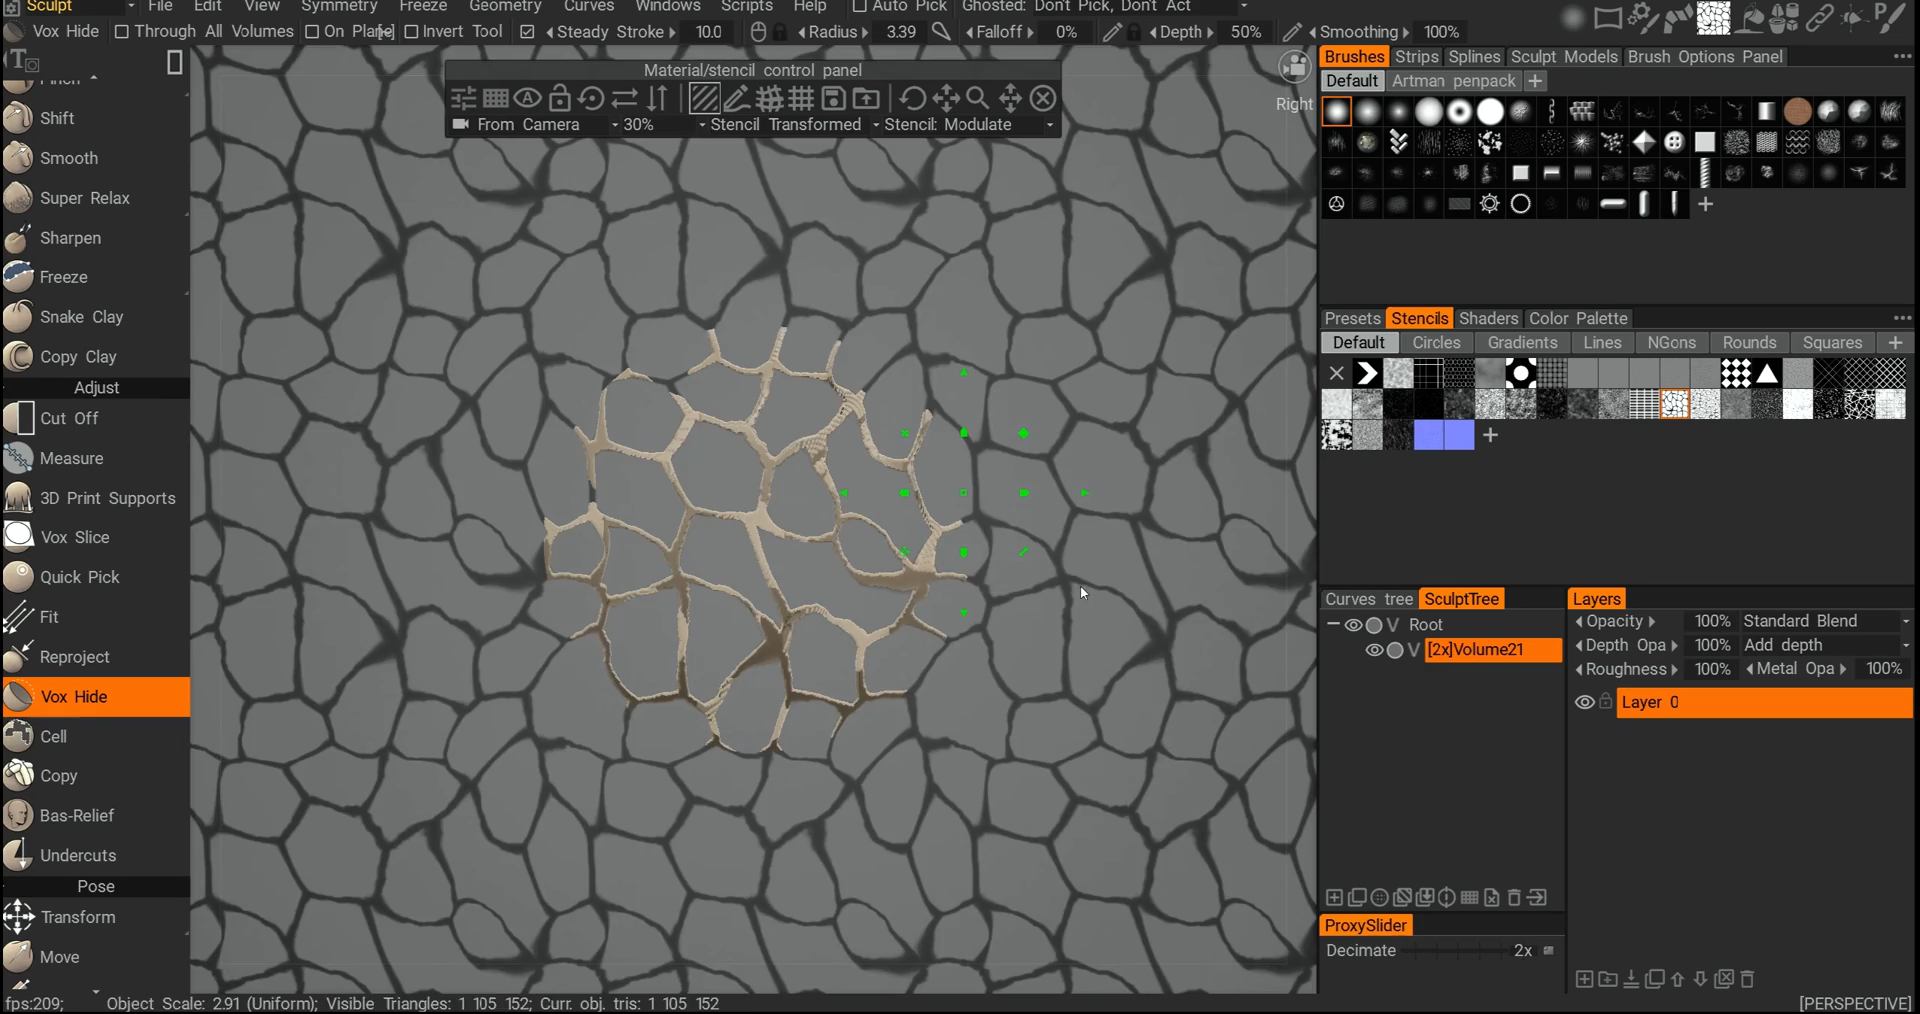 Sculpt File Edit View Symmetry Freeze Geometry Curves Windows Scripts Help Auto Pick Ghosted: Don't Pick, Don't Act
Vox Hide Through All Volumes On Plane Invert Tool Steady Stroke 10.0 Radius 3.39 Falloff 0% Depth 50% Smoothing 100%
Shift
Smooth
Super Relax
Sharpen
Freeze
Snake Clay
Copy Clay
Adjust
Cut Off
Measure
3D Print Supports
Vox Slice
Quick Pick
Fit
Reproject
Vox Hide
Cell
Copy
Bas-Relief
Undercuts
Pose
Transform
Move
Material/stencil control panel
From Camera 30% Stencil Transformed Stencil: Modulate
Right
Brushes Strips Splines Sculpt Models Brush Options Panel
Default Artman penpack
Presets Stencils Shaders Color Palette
Default Circles Gradients Lines NGons Rounds Squares
Curves tree SculptTree
V Root
V [2x]Volume21
ProxySlider
Decimate 2x
Layers
Opacity 100% Standard Blend
Depth Opa 100% Add depth
Roughness 100% Metal Opa 100%
Layer 0
fps:209; Object Scale: 2.91 (Uniform); Visible Triangles: 1 105 152; Curr. obj. tris: 1 105 152
[PERSPECTIVE]